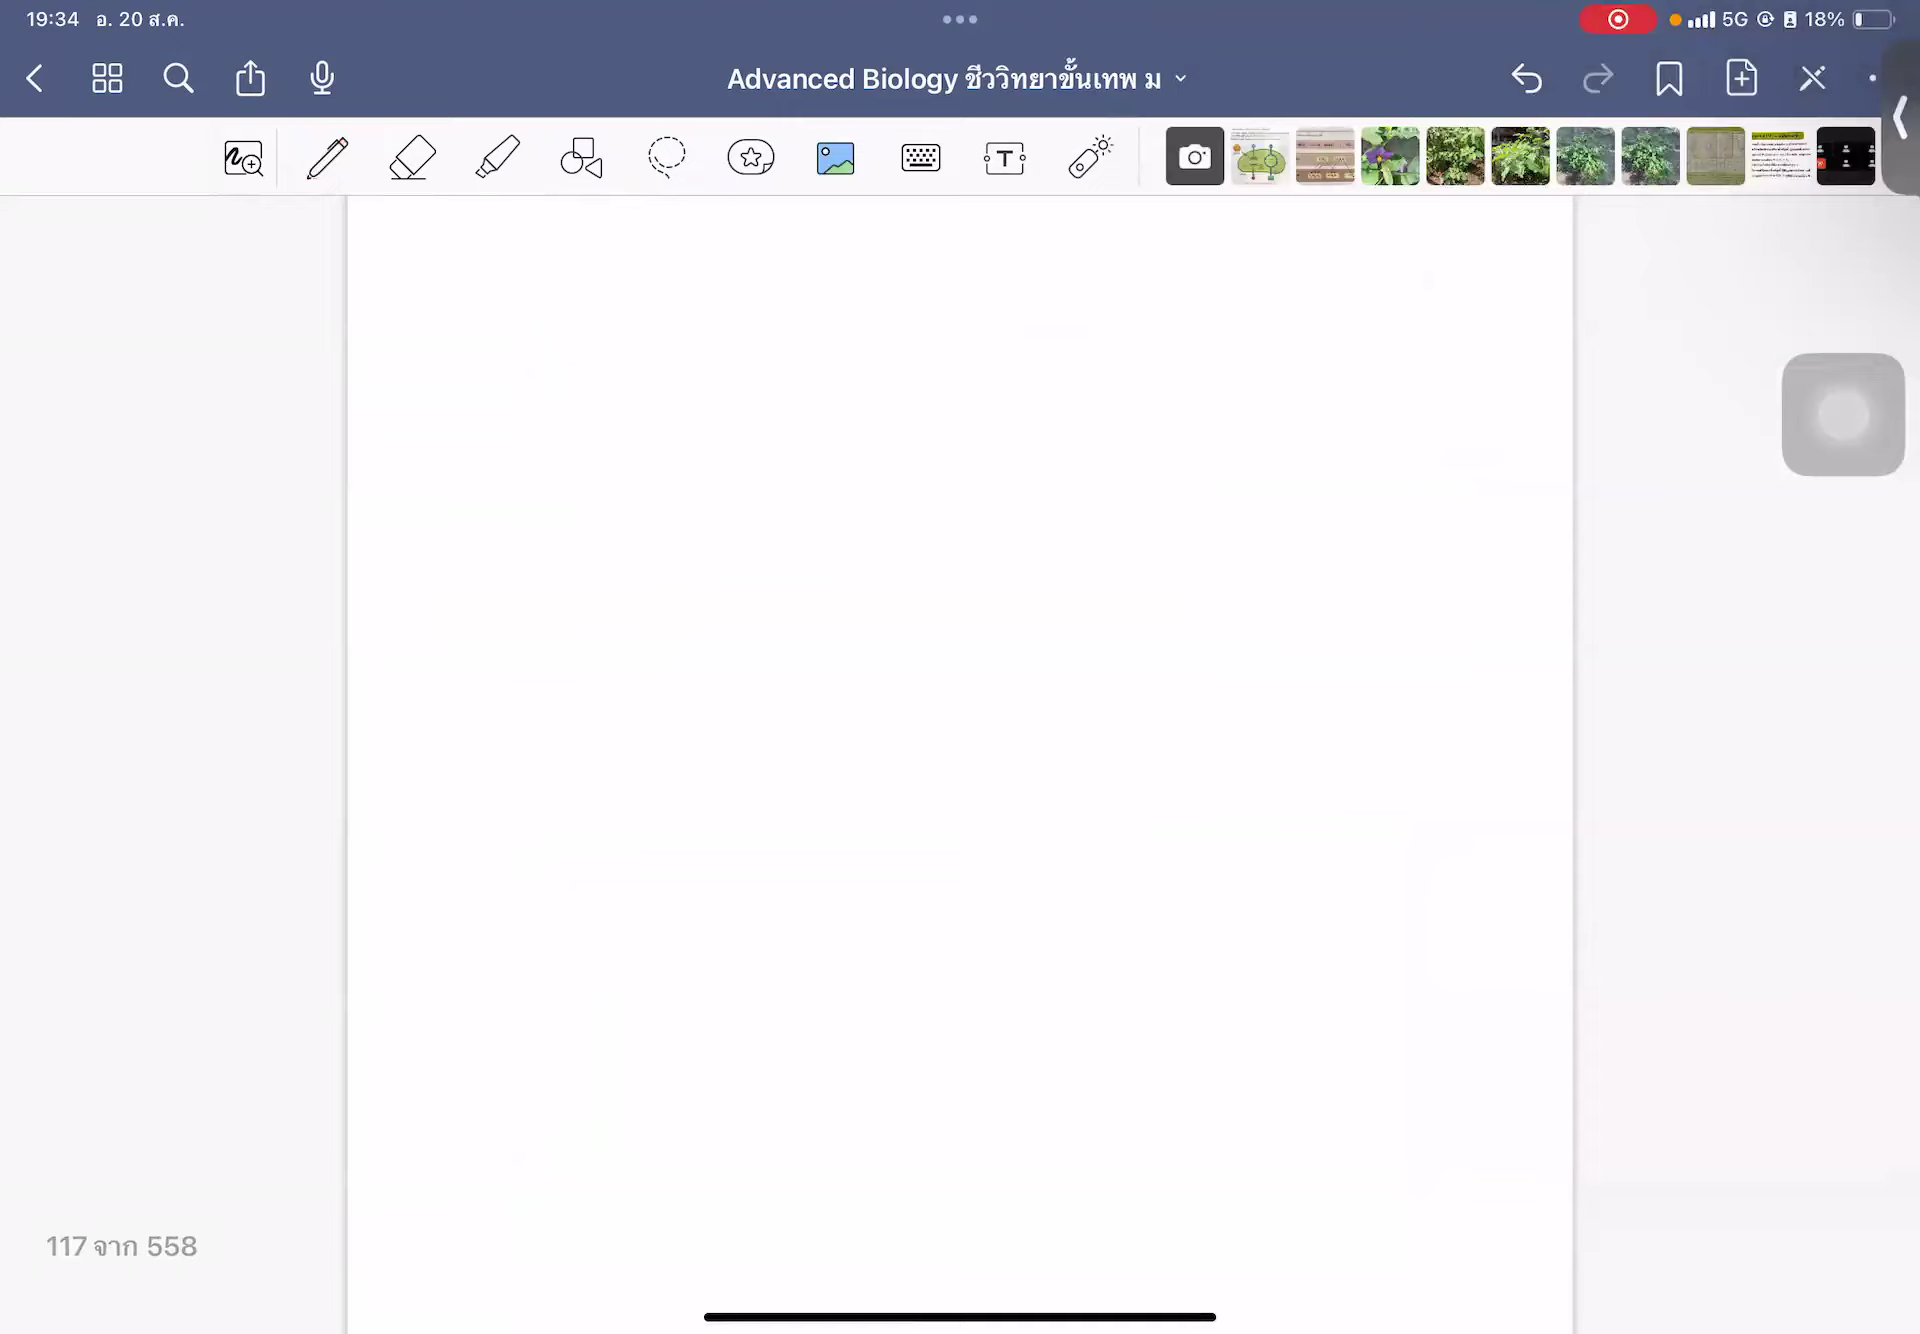 19:34 อ. 20 ส.ค.
5G 18%
Advanced Biology ชีววิทยาขั้นเทพ ม
T
117 จาก 558